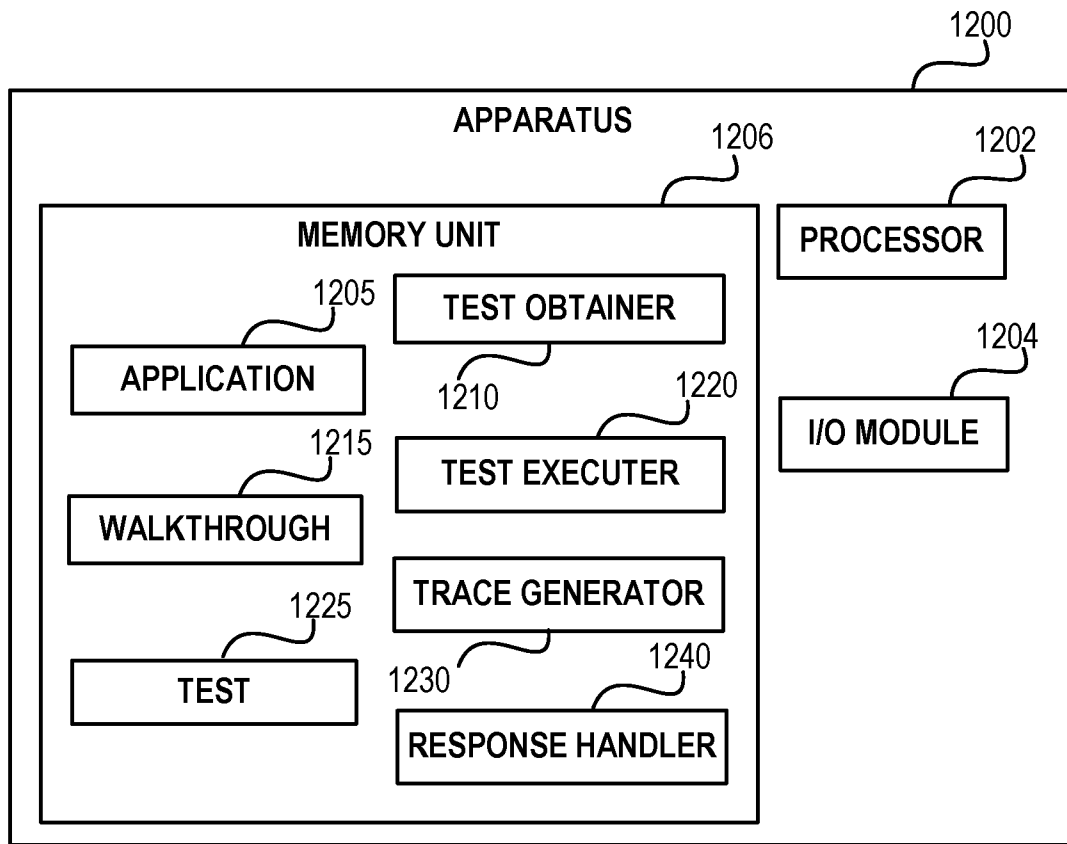 1200
APPARATUS
1206
1202
MEMORY UNIT
PROCESSOR
1205
TEST OBTAINER
APPLICATION
1210
1204
1220
I/O MODULE
1215
TEST EXECUTER
WALKTHROUGH
TRACE GENERATOR
1225
1230
1240
TEST
RESPONSE HANDLER